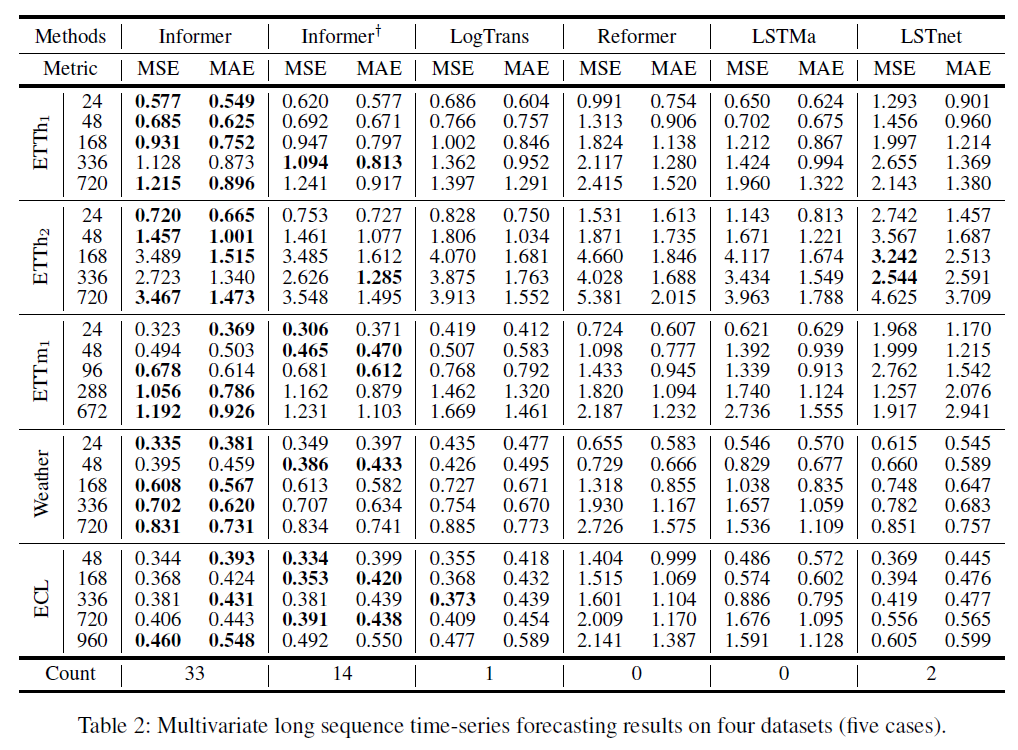 Methods Informer Informer† LogTrans Reformer LSTMa LSTnet
Metric MSE MAE MSE MAE MSE MAE MSE MAE MSE MAE MSE MAE
ETTh₁
24 0.577 0.549 0.620 0.577 0.686 0.604 0.991 0.754 0.650 0.624 1.293 0.901
48 0.685 0.625 0.692 0.671 0.766 0.757 1.313 0.906 0.702 0.675 1.456 0.960
168 0.931 0.752 0.947 0.797 1.002 0.846 1.824 1.138 1.212 0.867 1.997 1.214
336 1.128 0.873 1.094 0.813 1.362 0.952 2.117 1.280 1.424 0.994 2.655 1.369
720 1.215 0.896 1.241 0.917 1.397 1.291 2.415 1.520 1.960 1.322 2.143 1.380
ETTh₂
24 0.720 0.665 0.753 0.727 0.828 0.750 1.531 1.613 1.143 0.813 2.742 1.457
48 1.457 1.001 1.461 1.077 1.806 1.034 1.871 1.735 1.671 1.221 3.567 1.687
168 3.489 1.515 3.485 1.612 4.070 1.681 4.660 1.846 4.117 1.674 3.242 2.513
336 2.723 1.340 2.626 1.285 3.875 1.763 4.028 1.688 3.434 1.549 2.544 2.591
720 3.467 1.473 3.548 1.495 3.913 1.552 5.381 2.015 3.963 1.788 4.625 3.709
ETTm₁
24 0.323 0.369 0.306 0.371 0.419 0.412 0.724 0.607 0.621 0.629 1.968 1.170
48 0.494 0.503 0.465 0.470 0.507 0.583 1.098 0.777 1.392 0.939 1.999 1.215
96 0.678 0.614 0.681 0.612 0.768 0.792 1.433 0.945 1.339 0.913 2.762 1.542
288 1.056 0.786 1.162 0.879 1.462 1.320 1.820 1.094 1.740 1.124 1.257 2.076
672 1.192 0.926 1.231 1.103 1.669 1.461 2.187 1.232 2.736 1.555 1.917 2.941
Weather
24 0.335 0.381 0.349 0.397 0.435 0.477 0.655 0.583 0.546 0.570 0.615 0.545
48 0.395 0.459 0.386 0.433 0.426 0.495 0.729 0.666 0.829 0.677 0.660 0.589
168 0.608 0.567 0.613 0.582 0.727 0.671 1.318 0.855 1.038 0.835 0.748 0.647
336 0.702 0.620 0.707 0.634 0.754 0.670 1.930 1.167 1.657 1.059 0.782 0.683
720 0.831 0.731 0.834 0.741 0.885 0.773 2.726 1.575 1.536 1.109 0.851 0.757
ECL
48 0.344 0.393 0.334 0.399 0.355 0.418 1.404 0.999 0.486 0.572 0.369 0.445
168 0.368 0.424 0.353 0.420 0.368 0.432 1.515 1.069 0.574 0.602 0.394 0.476
336 0.381 0.431 0.381 0.439 0.373 0.439 1.601 1.104 0.886 0.795 0.419 0.477
720 0.406 0.443 0.391 0.438 0.409 0.454 2.009 1.170 1.676 1.095 0.556 0.565
960 0.460 0.548 0.492 0.550 0.477 0.589 2.141 1.387 1.591 1.128 0.605 0.599
Count 33 14 1 0 0 2
Table 2: Multivariate long sequence time-series forecasting results on four datasets (five cases).